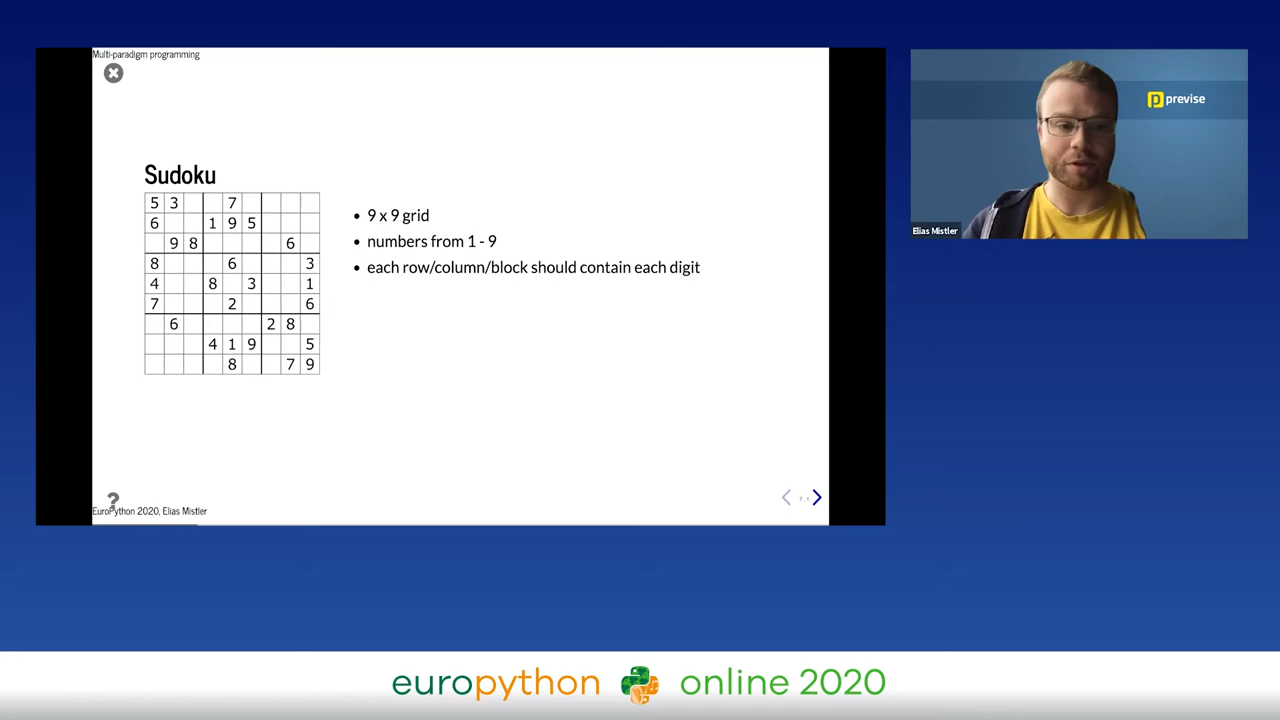 Multi-paradigm programming
previse
Sudoku
5 3 7
6 1 9 5
9 8 6
8 6 3
4 8 3 1
7 2 6
6 2 8
4 1 9 5
8 7 9
• 9 x 9 grid
• numbers from 1 - 9
• each row/column/block should contain each digit
Elias Mistler
?
EuroPython 2020, Elias Mistler
7.1
europython online 2020